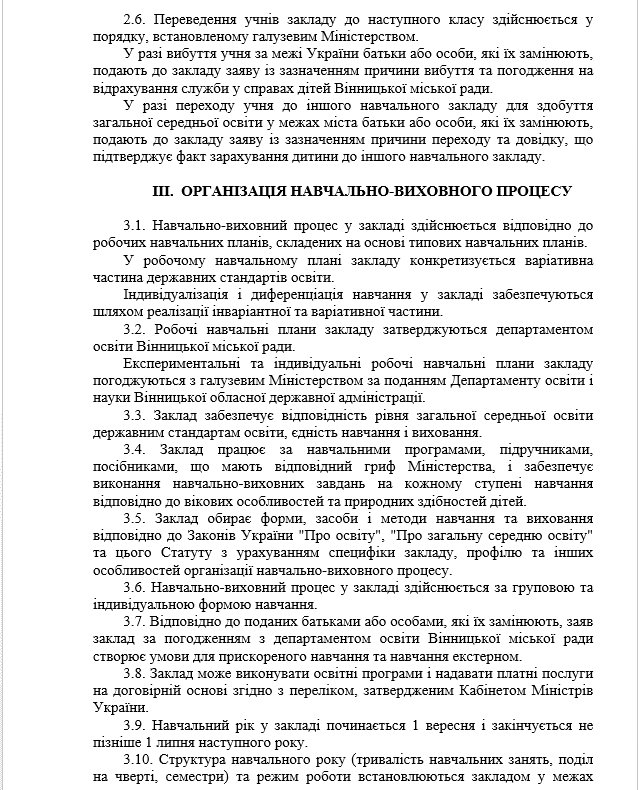 2.6. Переведення учнів закладу до наступного класу здійснюється у
порядку, встановленому галузевим Міністерством.
У разі вибуття учня за межі України батьки або особи, які їх замінюють,
подають до закладу заяву із зазначенням причини вибуття та погодження на
відрахування служби у справах дітей Вінницької міської ради.
У разі переходу учня до іншого навчального закладу для здобуття
загальної середньої освіти у межах міста батьки або особи, які їх замінюють,
подають до закладу заяву із зазначенням причини переходу та довідку, що
підтверджує факт зарахування дитини до іншого навчального закладу.
ІІІ. ОРГАНІЗАЦІЯ НАВЧАЛЬНО-ВИХОВНОГО ПРОЦЕСУ
3.1. Навчально-виховний процес у закладі здійснюється відповідно до
робочих навчальних планів, складених на основі типових навчальних планів.
У робочому навчальному плані закладу конкретизується варіативна
частина державних стандартів освіти.
Індивідуалізація і диференціація навчання у закладі забезпечуються
шляхом реалізації інваріантної та варіативної частини.
3.2. Робочі навчальні плани закладу затверджуються департаментом
освіти Вінницької міської ради.
Експериментальні та індивідуальні робочі навчальні плани закладу
погоджуються з галузевим Міністерством за поданням Департаменту освіти і
науки Вінницької обласної державної адміністрації.
3.3. Заклад забезпечує відповідність рівня загальної середньої освіти
державним стандартам освіти, єдність навчання і виховання.
3.4. Заклад працює за навчальними програмами, підручниками,
посібниками, що мають відповідний гриф Міністерства, і забезпечує
виконання навчально-виховних завдань на кожному ступені навчання
відповідно до вікових особливостей та природних здібностей дітей.
3.5. Заклад обирає форми, засоби і методи навчання та виховання
відповідно до Законів України "Про освіту", "Про загальну середню освіту"
та цього Статуту з урахуванням специфіки закладу, профілю та інших
особливостей організації навчально-виховного процесу.
3.6. Навчально-виховний процес у закладі здійснюється за груповою та
індивідуальною формою навчання.
3.7. Відповідно до поданих батьками або особами, які їх замінюють, заяв
заклад за погодженням з департаментом освіти Вінницької міської ради
створює умови для прискореного навчання та навчання екстерном.
3.8. Заклад може виконувати освітні програми і надавати платні послуги
на договірній основі згідно з переліком, затвердженим Кабінетом Міністрів
України.
3.9. Навчальний рік у закладі починається 1 вересня і закінчується не
пізніше 1 липня наступного року.
3.10. Структура навчального року (тривалість навчальних занять, поділ
на чверті, семестри) та режим роботи встановлюються закладом у межах